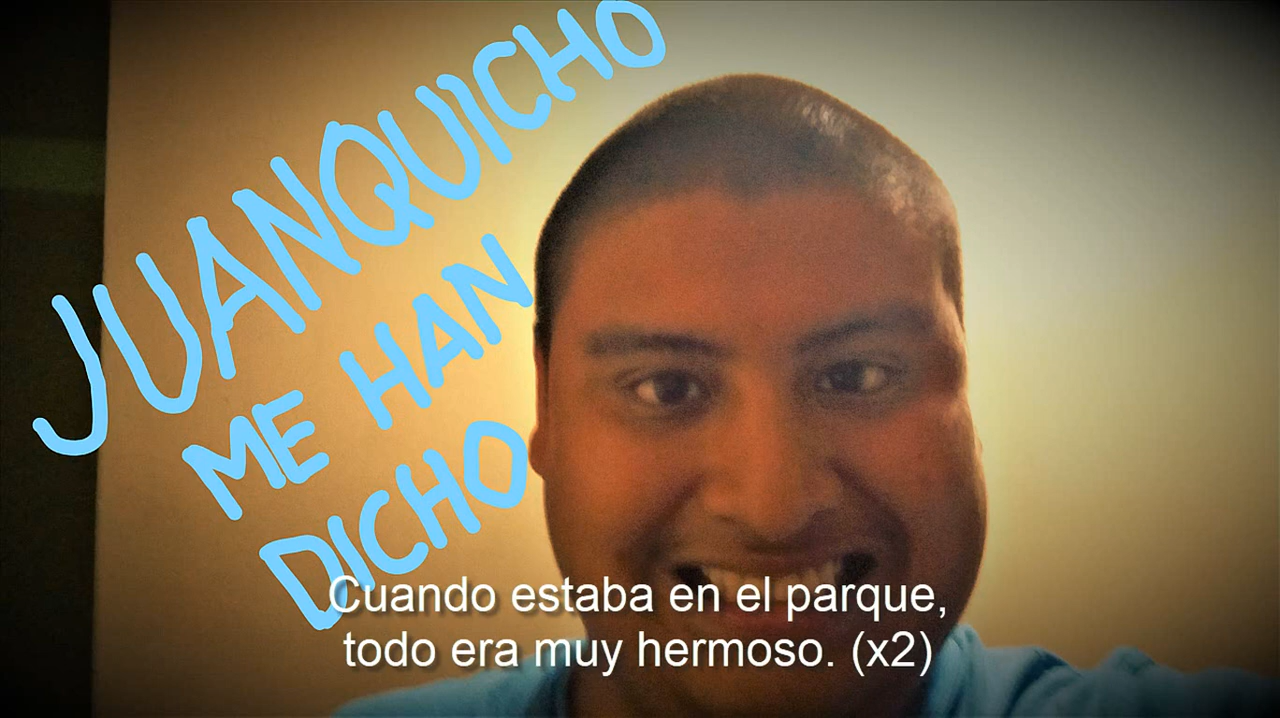 JUANQUICHO
ME HAN
DICHO
Cuando estaba en el parque,
todo era muy hermoso. (x2)